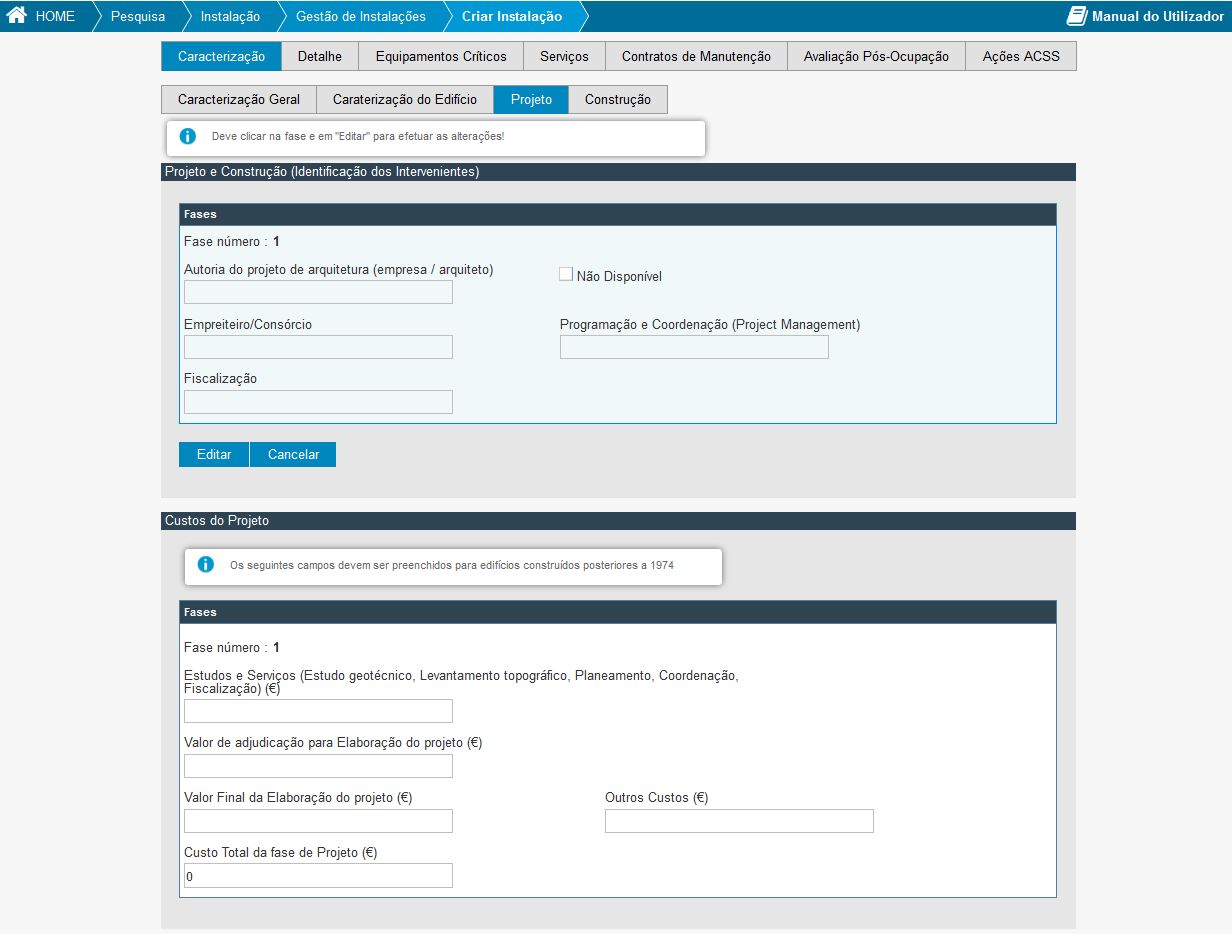 HOME Pesquisa Instalação Gestão de Instalações Criar Instalação Manual do Utilizador
Caracterização Detalhe Equipamentos Críticos Serviços Contratos de Manutenção Avaliação Pós-Ocupação Ações ACSS
Caracterização Geral Caraterização do Edifício Projeto Construção
Deve clicar na fase e em "Editar" para efetuar as alterações!
Projeto e Construção (Identificação dos Intervenientes)
Fases
Fase número : 1
Autoria do projeto de arquitetura (empresa / arquiteto)
Não Disponível
Empreiteiro/Consórcio Programação e Coordenação (Project Management)
Fiscalização
Editar Cancelar
Custos do Projeto
Os seguintes campos devem ser preenchidos para edifícios construídos posteriores a 1974
Fases
Fase número : 1
Estudos e Serviços (Estudo geotécnico, Levantamento topográfico, Planeamento, Coordenação,
Fiscalização) (€)
Valor de adjudicação para Elaboração do projeto (€)
Valor Final da Elaboração do projeto (€) Outros Custos (€)
Custo Total da fase de Projeto (€)
0